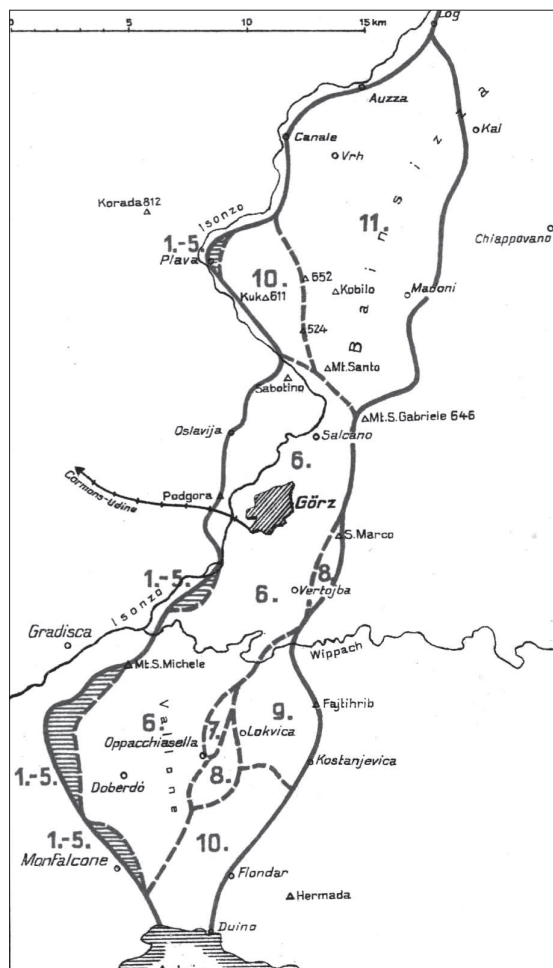 0 5 10 15 km
Log
Auzza
Kal
Canale
Vrh
Korada 812
Isonzo
11.
Bainsizza
Chiappovano
1.-5.
Plava
10.
652
Kuk 611
Kobilo
Madoni
524
Mt. Santo
Sabotino
Mt. S. Gabriele 646
Oslavija
Salcano
6.
Cormons-Udine
Podgora
Görz
S. Marco
1.-5.
8.
Isonzo
6.
Vertojba
Gradisca
Wippach
Mt. S. Michele
Vallone
6.
7.
9.
Fajtihrib
Lokvica
Oppacchiasella
Kostanjevica
1.-5.
8.
Doberdó
1.-5.
10.
Monfalcone
Flondar
Hermada
Duino